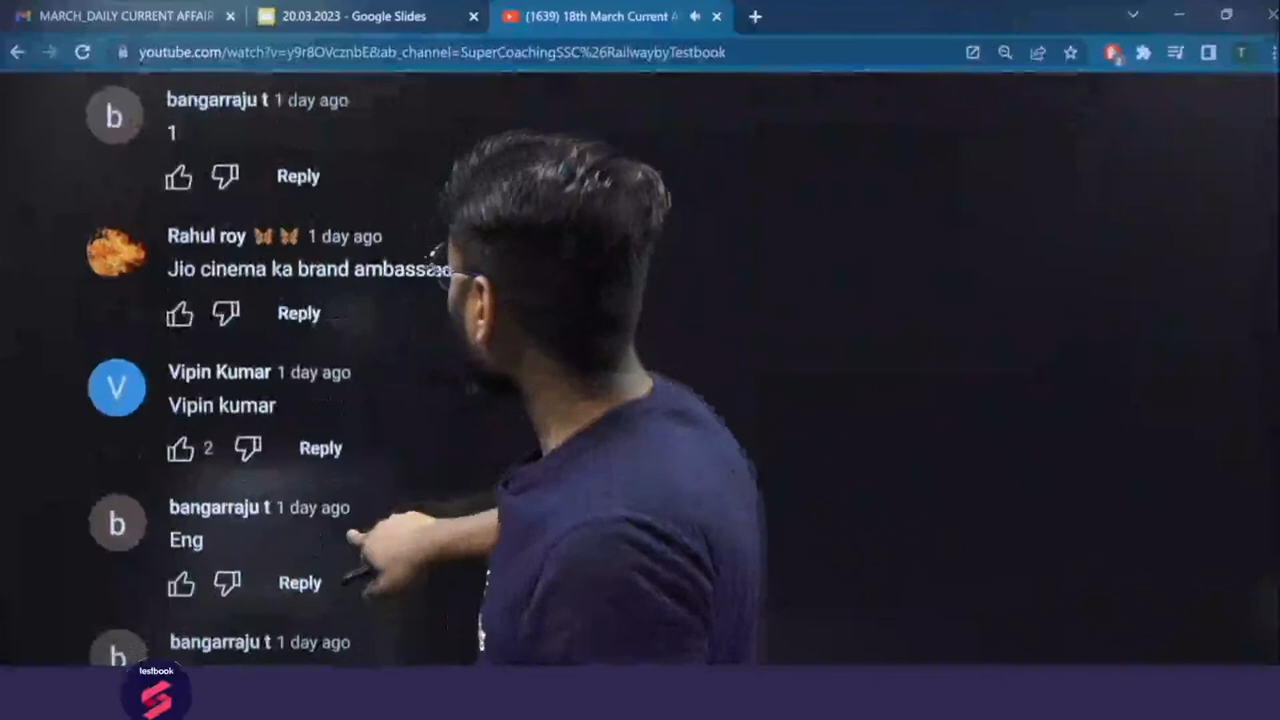 MARCH_DAILY CURRENT AFFAIR
20.03.2023 - Google Slides
(1639) 18th March Current A
youtube.com/watch?v=y9r8OVcznbE&ab_channel=SuperCoachingSSC%26RailwaybyTestbook
T
b
bangarraju t 1 day ago
1
Reply
Rahul roy 🦋 🦋 1 day ago
Jio cinema ka brand
Reply
V
Vipin Kumar 1 day ago
Vipin kumar
2
Reply
b
bangarraju t 1 day ago
Eng
Reply
b
bangarraju t 1 day ago
testbook